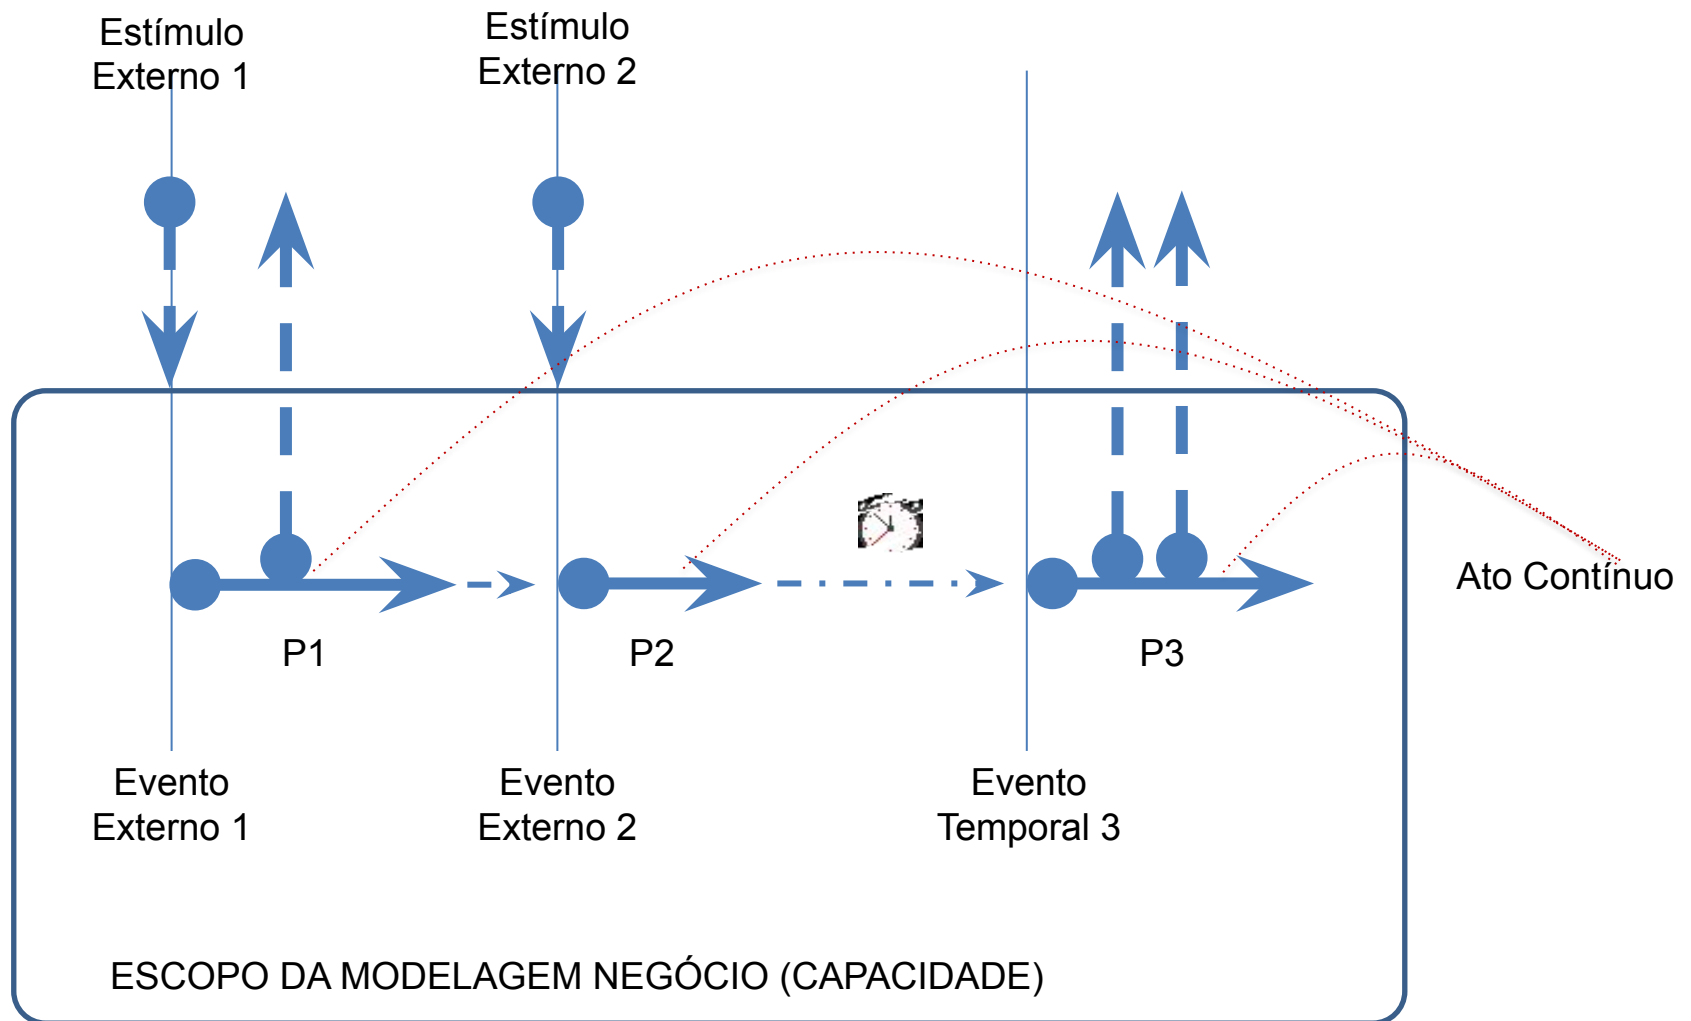 Estímulo
Externo 1
Estímulo
Externo 2
Ato Contínuo
P1
P2
P3
Evento
Externo 1
Evento
Externo 2
Evento
Temporal 3
ESCOPO DA MODELAGEM NEGÓCIO (CAPACIDADE)